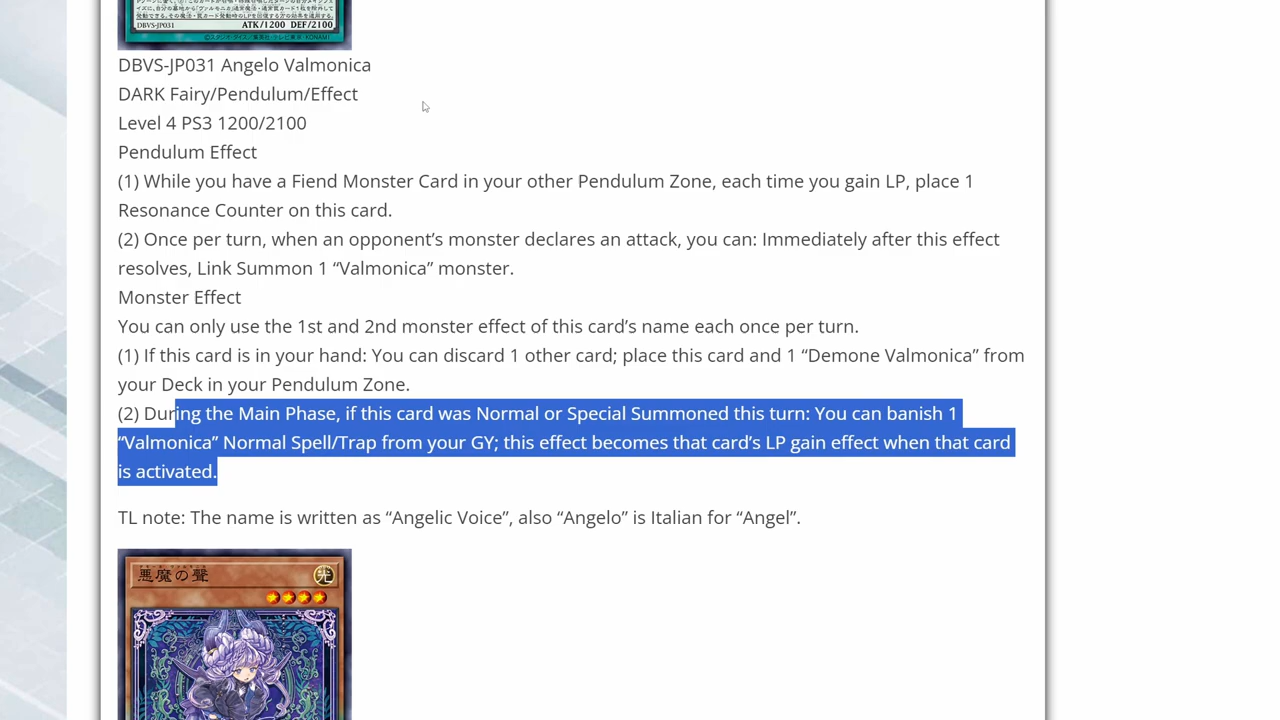 DBVS-JP031
ATK/1200 DEF/2100
DBVS-JP031 Angelo Valmonica
DARK Fairy/Pendulum/Effect
Level 4 PS3 1200/2100
Pendulum Effect
(1) While you have a Fiend Monster Card in your other Pendulum Zone, each time you gain LP, place 1
Resonance Counter on this card.
(2) Once per turn, when an opponent’s monster declares an attack, you can: Immediately after this effect
resolves, Link Summon 1 “Valmonica” monster.
Monster Effect
You can only use the 1st and 2nd monster effect of this card’s name each once per turn.
(1) If this card is in your hand: You can discard 1 other card; place this card and 1 “Demone Valmonica” from
your Deck in your Pendulum Zone.
(2) During the Main Phase, if this card was Normal or Special Summoned this turn: You can banish 1
“Valmonica” Normal Spell/Trap from your GY; this effect becomes that card’s LP gain effect when that card
is activated.
TL note: The name is written as “Angelic Voice”, also “Angelo” is Italian for “Angel”.
悪魔の聲
光